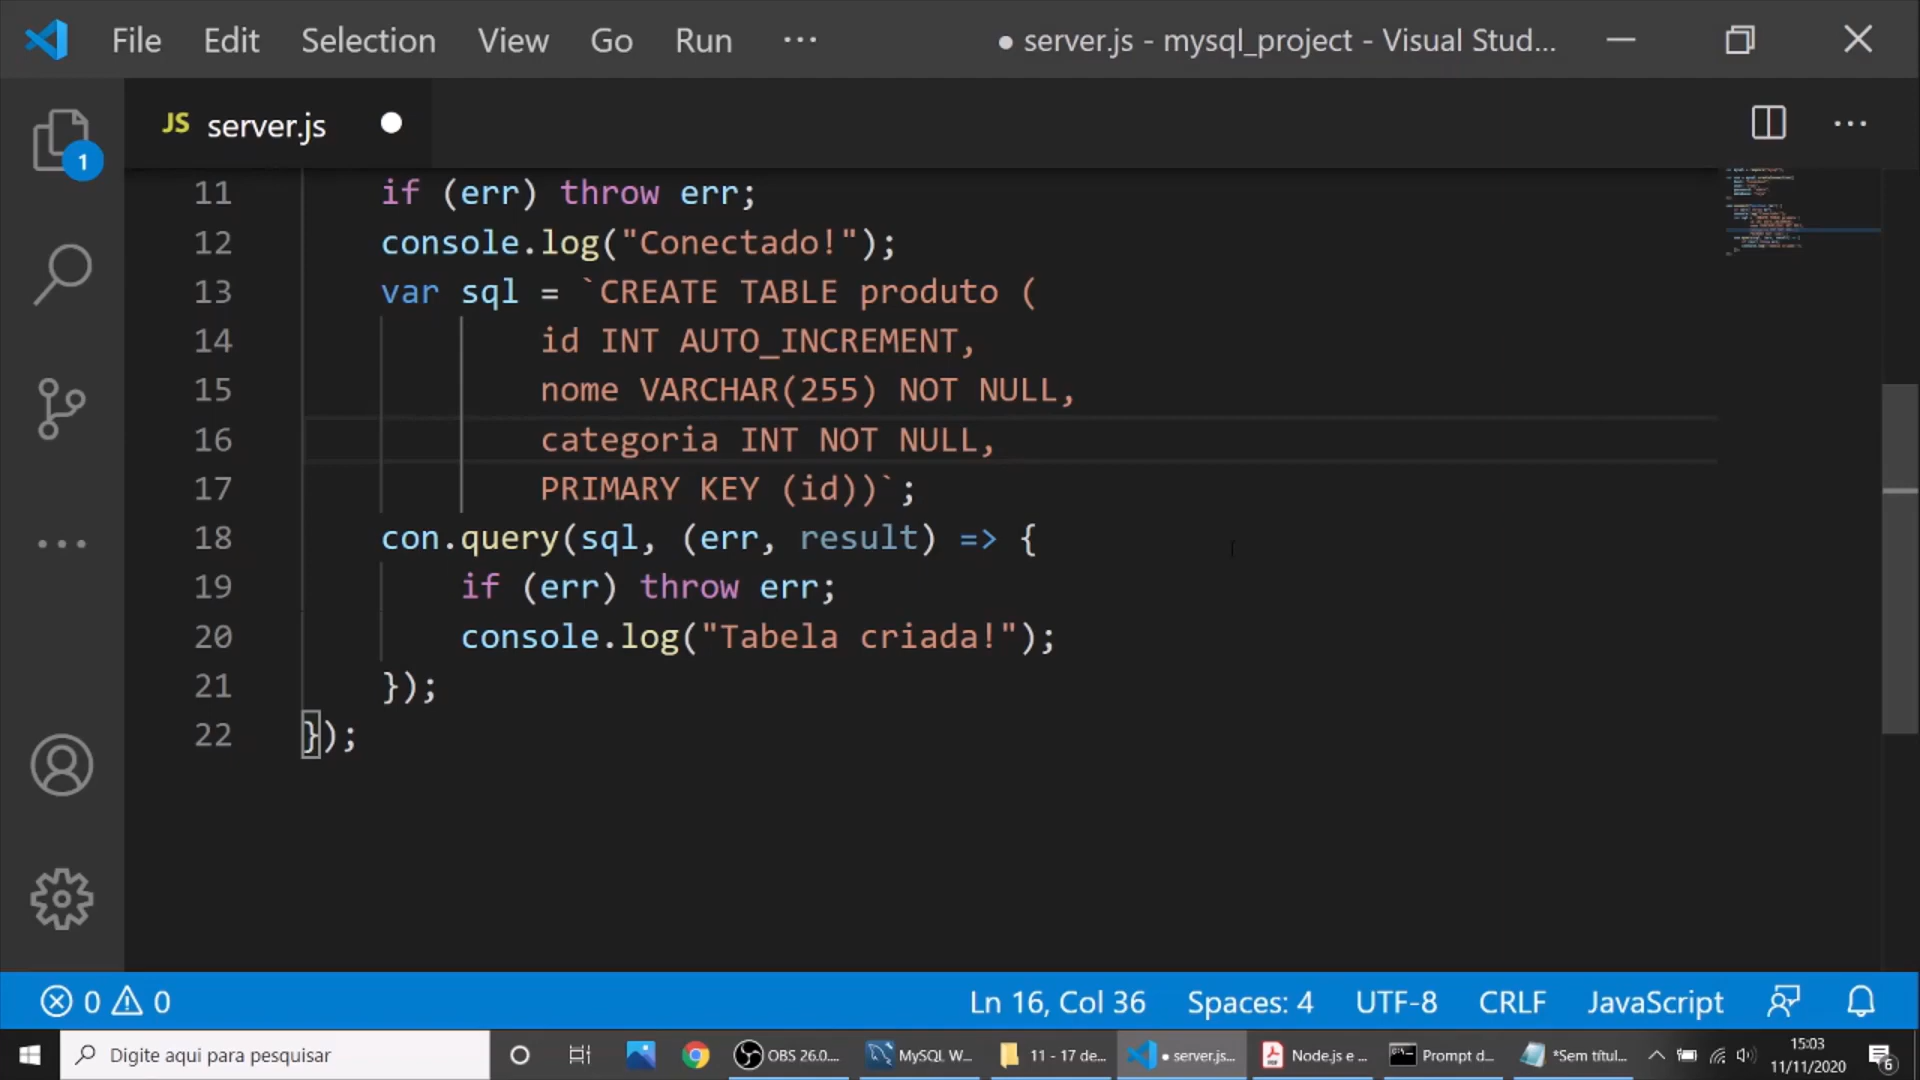 File Edit Selection View Go Run ··· ● server.js - mysql_project - Visual Stud...
JS server.js ●
1
11 if (err) throw err;
12 console.log("Conectado!");
13 var sql = `CREATE TABLE produto (
14 id INT AUTO_INCREMENT,
15 nome VARCHAR(255) NOT NULL,
16 categoria INT NOT NULL,
17 PRIMARY KEY (id))`;
18 con.query(sql, (err, result) => {
19 if (err) throw err;
20 console.log("Tabela criada!");
21 });
22 });
0 0 Ln 16, Col 36 Spaces: 4 UTF-8 CRLF JavaScript
Digite aqui para pesquisar OBS 26.0.... MySQL W... 11 - 17 de... ● server.js... Node.js e ... Prompt d... *Sem títul... 15:03
11/11/2020 6